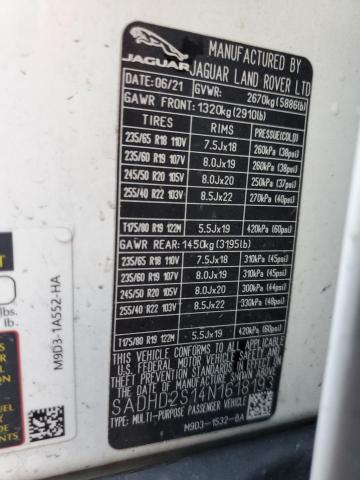 JAGUAR
MANUFACTURED BY
JAGUAR LAND ROVER LTD
DATE: 06/21 GVWR: 2670kg(5886lb)
GAWR FRONT: 1320kg(2910lb)
TIRES RIMS PRESSUE(COLD)
235/65 R18 110V 7.5Jx18 260kPa (38psi)
235/60 R19 107V 8.0Jx19 260kPa (38psi)
245/50 R20 105V 8.0Jx20 250kPa (37psi)
255/40 R22 103V 8.5Jx22 270kPa (40psi)
T175/80 R19 122M 5.5Jx19 420kPa (60psi)
GAWR REAR: 1450kg(3195lb)
235/65 R18 110V 7.5Jx18 310kPa (45psi)
235/60 R19 107V 8.0Jx19 310kPa (45psi)
245/50 R20 105V 8.0Jx20 300kPa (44psi)
255/40 R22 103V 8.5Jx22 330kPa (48psi)
T175/80 R19 122M 5.5Jx19 420kPa (60psi)
THIS VEHICLE CONFORMS TO ALL APPLICABLE
U.S. FEDERAL MOTOR VEHICLE SAFETY
AND THEFT PREVENTION STANDARDS IN EFFECT
ON THE DATE OF MANUFACTURE SHOWN ABOVE
SADHD2S14N1618193
TYPE: MULTI-PURPOSE PASSENGER VEHICLE
M9D3-1532-BA
M9D3-1A552-HA
lbs.
lb.